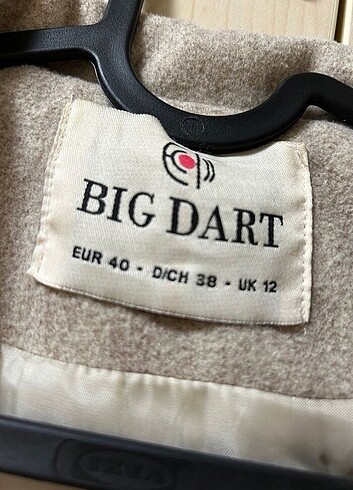 BIG DART
EUR 40 - D/CH 38 - UK 12